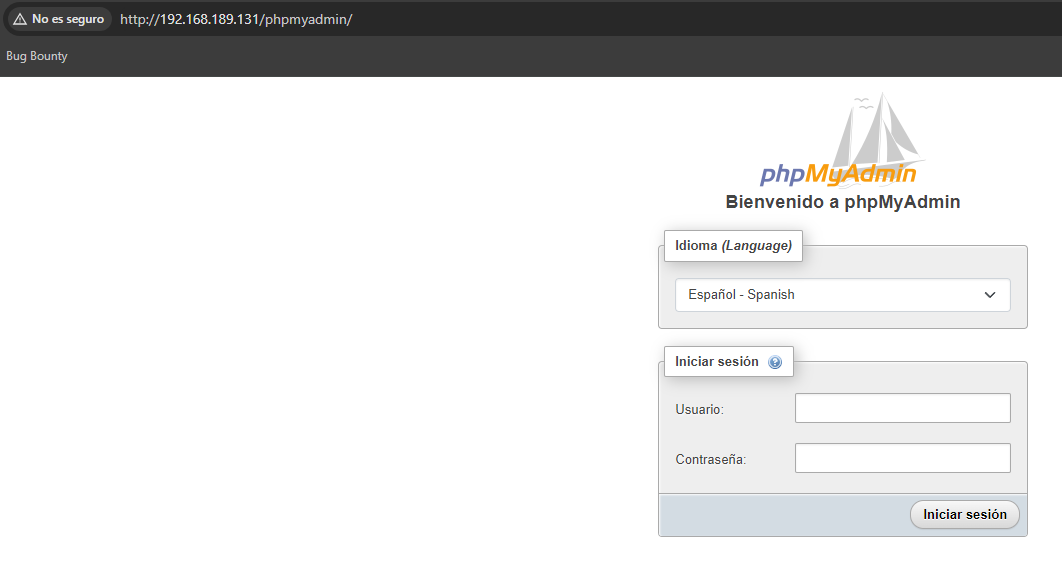 No es seguro http://192.168.189.131/phpmyadmin/
Bug Bounty
phpMyAdmin
Bienvenido a phpMyAdmin
Idioma (Language)
Español - Spanish
Iniciar sesión ?
Usuario:
Contraseña:
Iniciar sesión